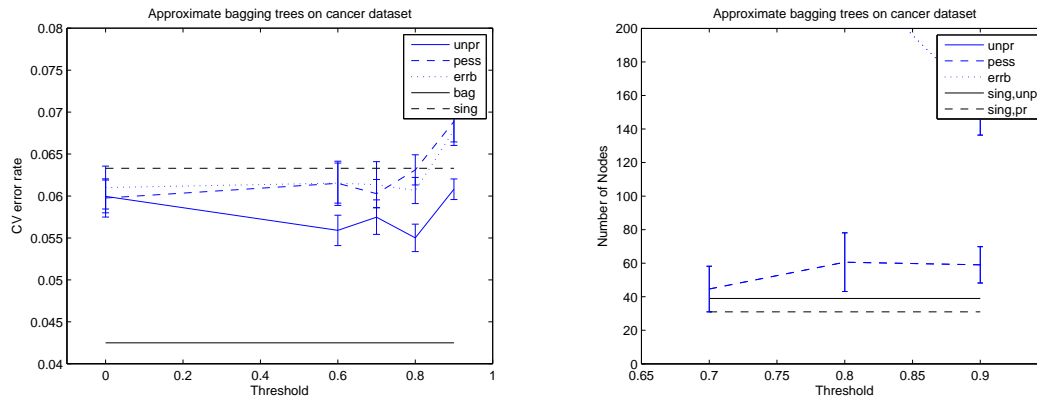 Approximate bagging trees on cancer dataset
0.08
0.075
0.07
0.065
0.06
0.055
0.05
0.045
0.04
CV error rate
unpr
pess
errb
bag
sing
0
0.2
0.4
0.6
0.8
1
Threshold
Approximate bagging trees on cancer dataset
200
180
160
140
120
100
80
60
40
20
0
Number of Nodes
unpr
pess
errb
sing,unp
sing,pr
0.65
0.7
0.75
0.8
0.85
0.9
Threshold